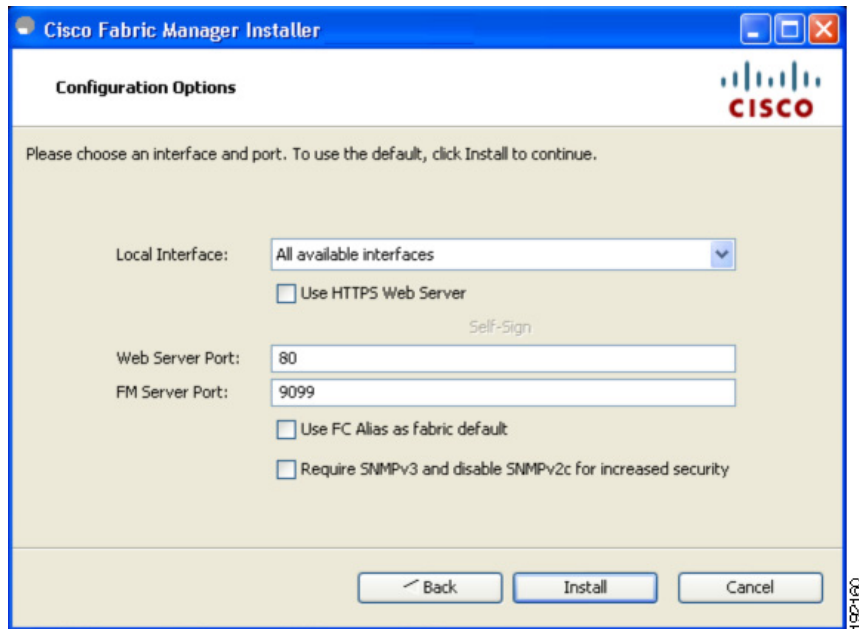 Cisco Fabric Manager Installer
Configuration Options
CISCO
Please choose an interface and port. To use the default, click Install to continue.
Local Interface: All available interfaces
Use HTTPS Web Server
Self-Sign
Web Server Port: 80
FM Server Port: 9099
Use FC Alias as fabric default
Require SNMPv3 and disable SNMPv2c for increased security
Back Install Cancel
192160